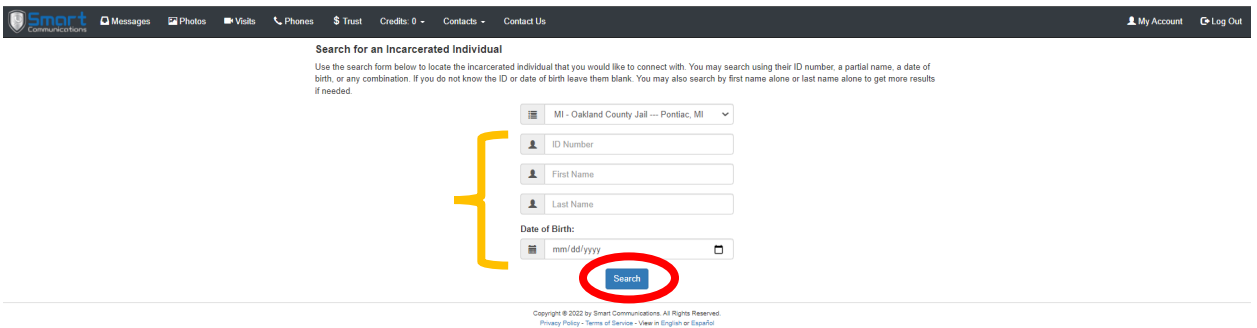 Smart Communications Messages Photos Visits Phones $ Trust Credits: 0 Contacts Contact Us My Account Log Out
Search for an Incarcerated Individual
Use the search form below to locate the incarcerated individual that you would like to connect with. You may search using their ID number, a partial name, a date of
birth, or any combination. If you do not know the ID or date of birth leave them blank. You may also search by first name alone or last name alone to get more results
if needed.
MI - Oakland County Jail --- Pontiac, MI
ID Number
First Name
Last Name
Date of Birth:
mm/dd/yyyy
Search
Copyright © 2022 by Smart Communications. All Rights Reserved.
Privacy Policy - Terms of Service - View in English or Español